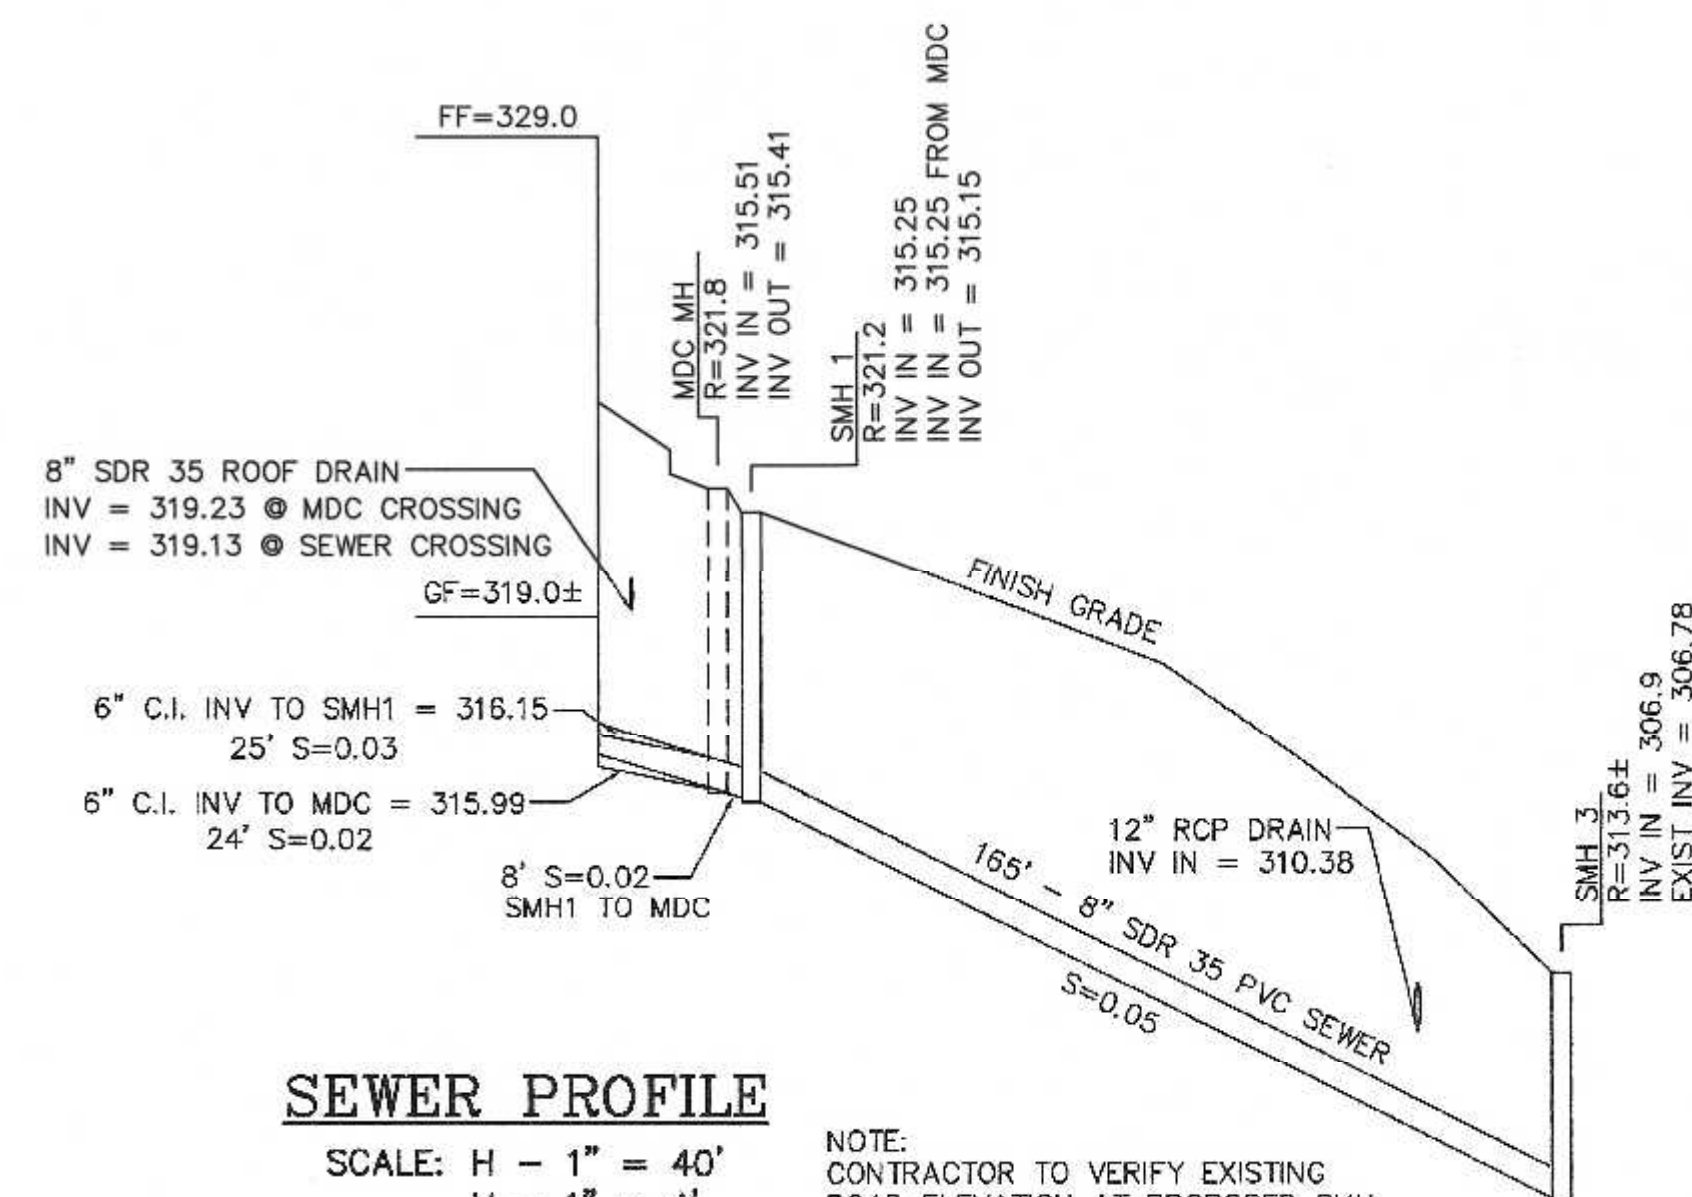 FF=329.0
MDC MH
R=321.8
INV IN = 315.51
INV OUT = 315.41
SMH 1
R=321.2
INV IN = 315.25
INV IN = 315.25 FROM MDC
INV OUT = 315.15
8" SDR 35 ROOF DRAIN
INV = 319.23 @ MDC CROSSING
INV = 319.13 @ SEWER CROSSING
GF=319.0±
FINISH GRADE
6" C.I. INV TO SMH1 = 316.15
25' S=0.03
6" C.I. INV TO MDC = 315.99
24' S=0.02
8' S=0.02
SMH1 TO MDC
12" RCP DRAIN
INV IN = 310.38
165' - 8" SDR 35 PVC SEWER
S=0.05
SMH 3
R=313.6±
INV IN = 306.9
EXIST INV = 306.78
SEWER PROFILE
SCALE: H - 1" = 40'
NOTE:
CONTRACTOR TO VERIFY EXISTING